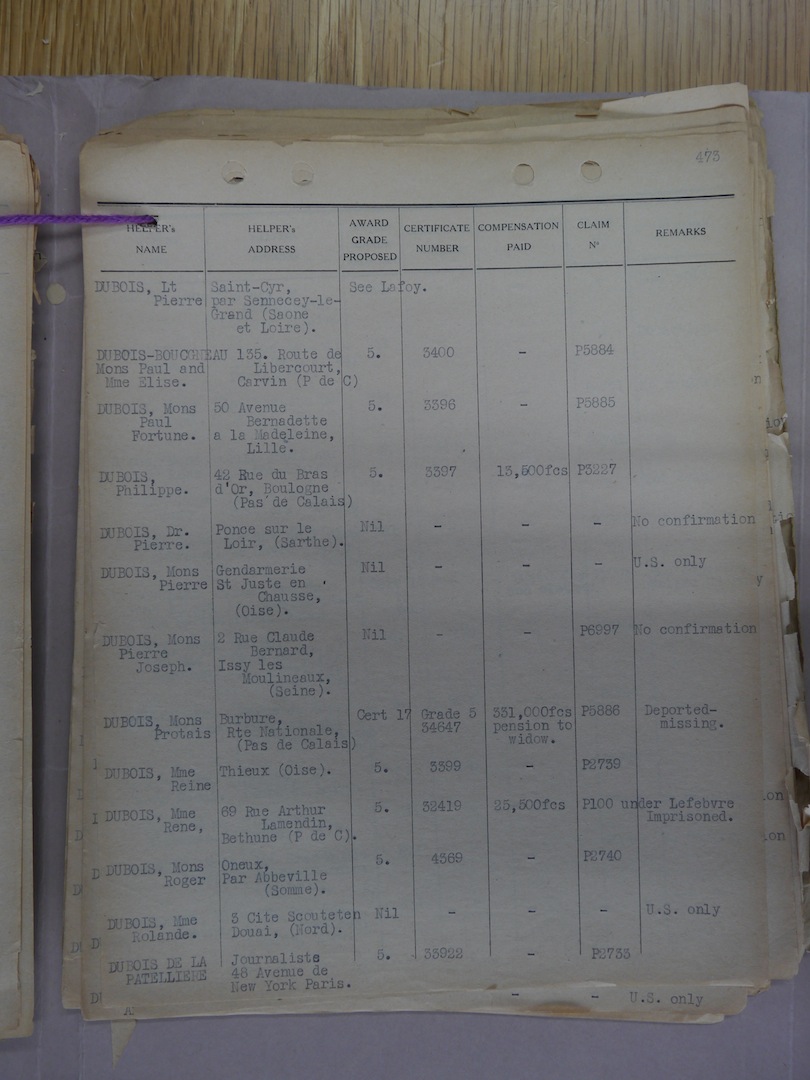 473
HELPER's NAME HELPER's ADDRESS AWARD GRADE PROPOSED CERTIFICATE NUMBER COMPENSATION PAID CLAIM No REMARKS
DUBOIS, Lt Saint-Cyr, See Lafoy.
Pierre par Sennecey-le-
Grand (Saone
et Loire).
DUBOIS-BOUCHEAU 135. Route de 5. 3400 - P5884
Mons Paul and Libercourt,
Mme Elise. Carvin (P de C)
DUBOIS, Mons 50 Avenue 5. 3396 - P5885
Paul Bernadette
Fortune. a la Madeleine,
Lille.
DUBOIS, 42 Rue du Bras 5. 3397 13,500fcs P3227
Philippe. d'Or, Boulogne
(Pas de Calais)
DUBOIS, Dr. Ponce sur le Nil - - - No confirmation
Pierre. Loir, (Sarthe).
DUBOIS, Mons Gendarmerie Nil - - - U.S. only
Pierre St Juste en
Chausse,
(Oise).
DUBOIS, Mons 2 Rue Claude Nil - - P6997 No confirmation
Pierre Bernard,
Joseph. Issy les
Moulineaux,
(Seine).
DUBOIS, Mons Burbure, Cert 17 Grade 5 331,000fcs P5886 Deported-
Protais Rte Nationale, 34647 pension to missing.
(Pas de Calais) widow.
DUBOIS, Mme Thieux (Oise). 5. 3399 - P2739
Reine
DUBOIS, Mme 69 Rue Arthur 5. 32419 25,500fcs P100 under Lefebvre
Rene, Lamendin, Imprisoned.
Bethune (P de C).
DUBOIS, Mons Oneux, 5. 4569 - P2740
Roger Par Abbeville
(Somme).
DUBOIS, Mme 3 Cite Scouteten Nil - - - U.S. only
Rolande. Douai, (Nord).
DUBOIS DE LA Journaliste 5. 33922 - P2733
PATELLIERE 48 Avenue de
New York Paris.
- - - U.S. only